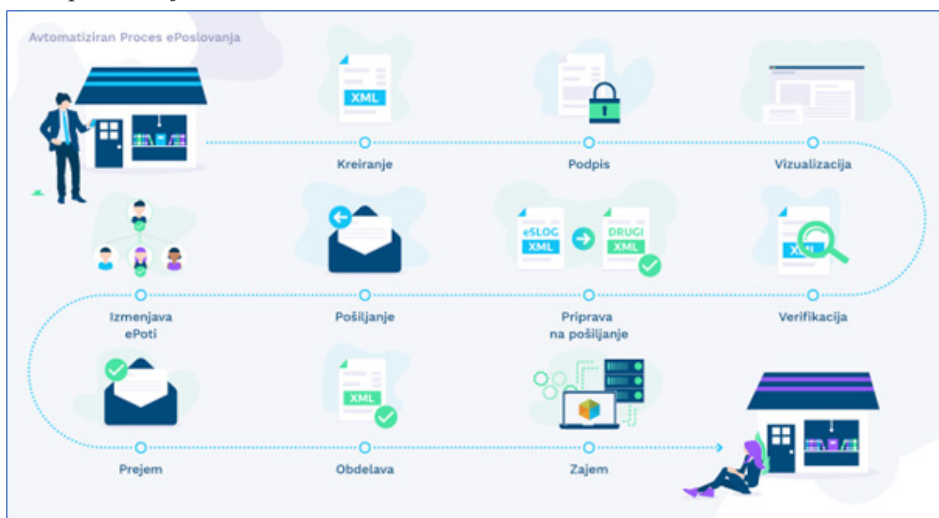 Avtomatiziran Proces ePoslovanja
XML
Kreiranje
Podpis
Vizualizacija
XML
Verifikacija
eSLOG
XML
DRUGI
XML
Priprava
na pošiljanje
Pošiljanje
Izmenjava
ePoti
Prejem
XML
Obdelava
Zajem